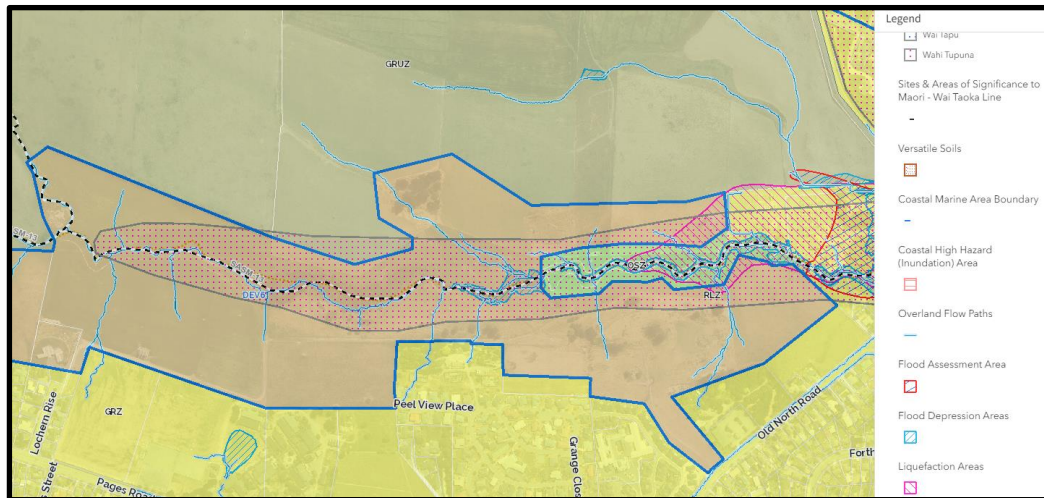 Legend
Wai Tapu
Wahi Tupuna
Sites & Areas of Significance to
Maori - Wai Taoka Line
Versatile Soils
Coastal Marine Area Boundary
Coastal High Hazard
(Inundation) Area
Overland Flow Paths
Flood Assessment Area
Flood Depression Areas
Liquefaction Areas
GRUZ
OSZ
DEV6
RLZ
GRZ
Peel View Place
Lochern Rise
Street
Pages Road
Grange Clos
Old North Road
Forth